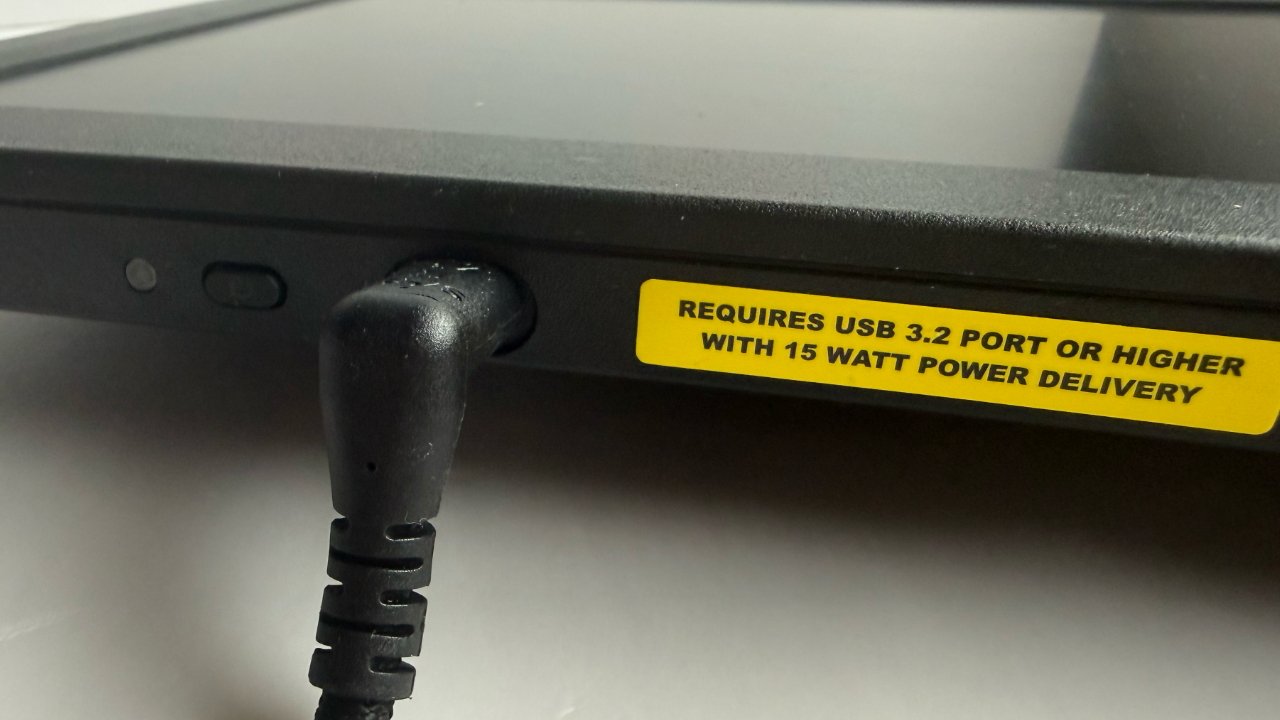 REQUIRES USB 3.2 PORT OR HIGHER
WITH 15 WATT POWER DELIVERY